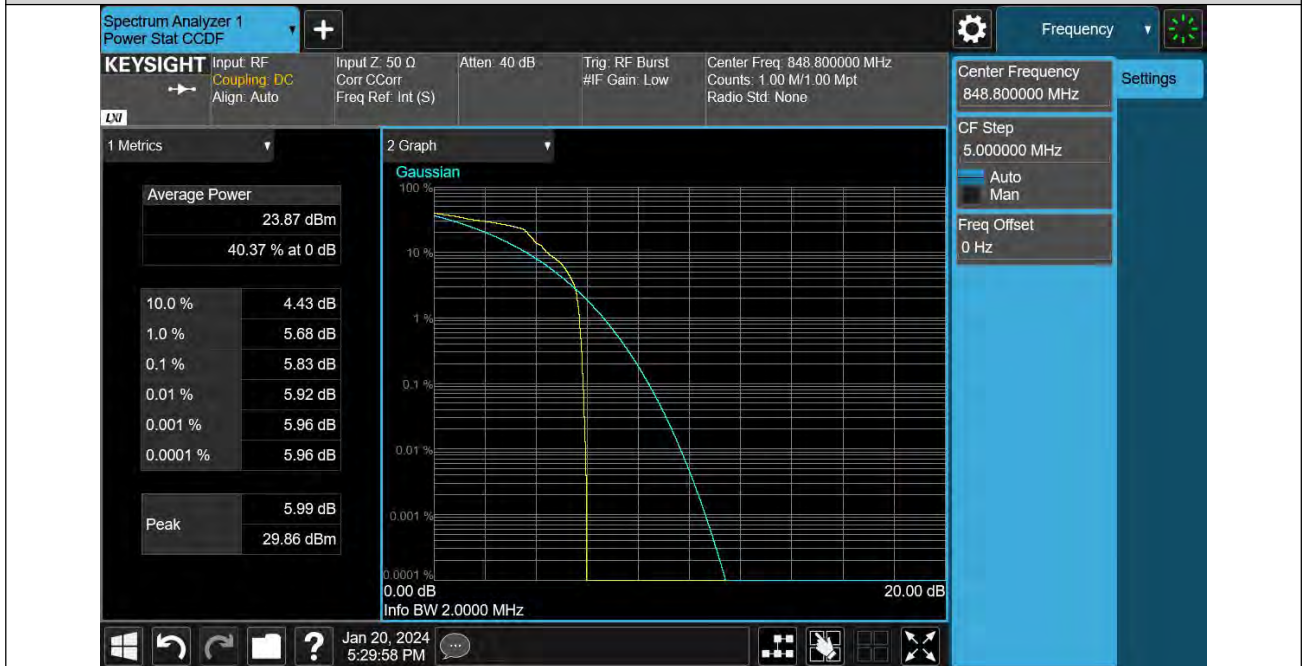 Spectrum Analyzer 1
Power Stat CCDF
Frequency
KEYSIGHT
Input: RF
Coupling: DC
Align: Auto
Input Z: 50 Ω
Corr CCorr
Freq Ref: Int (S)
Atten: 40 dB
Trig: RF Burst
#IF Gain: Low
Center Freq: 848.800000 MHz
Counts: 1.00 M/1.00 Mpt
Radio Std: None
LXI
Center Frequency
848.800000 MHz
Settings
CF Step
5.000000 MHz
Auto
Man
Freq Offset
0 Hz
1 Metrics
Average Power
23.87 dBm
40.37 % at 0 dB
10.0 % 4.43 dB
1.0 % 5.68 dB
0.1 % 5.83 dB
0.01 % 5.92 dB
0.001 % 5.96 dB
0.0001 % 5.96 dB
Peak
5.99 dB
29.86 dBm
2 Graph
Gaussian
100 %
10 %
1 %
0.1 %
0.01 %
0.001 %
0.0001 %
0.00 dB 20.00 dB
Info BW 2.0000 MHz
?
Jan 20, 2024
5:29:58 PM